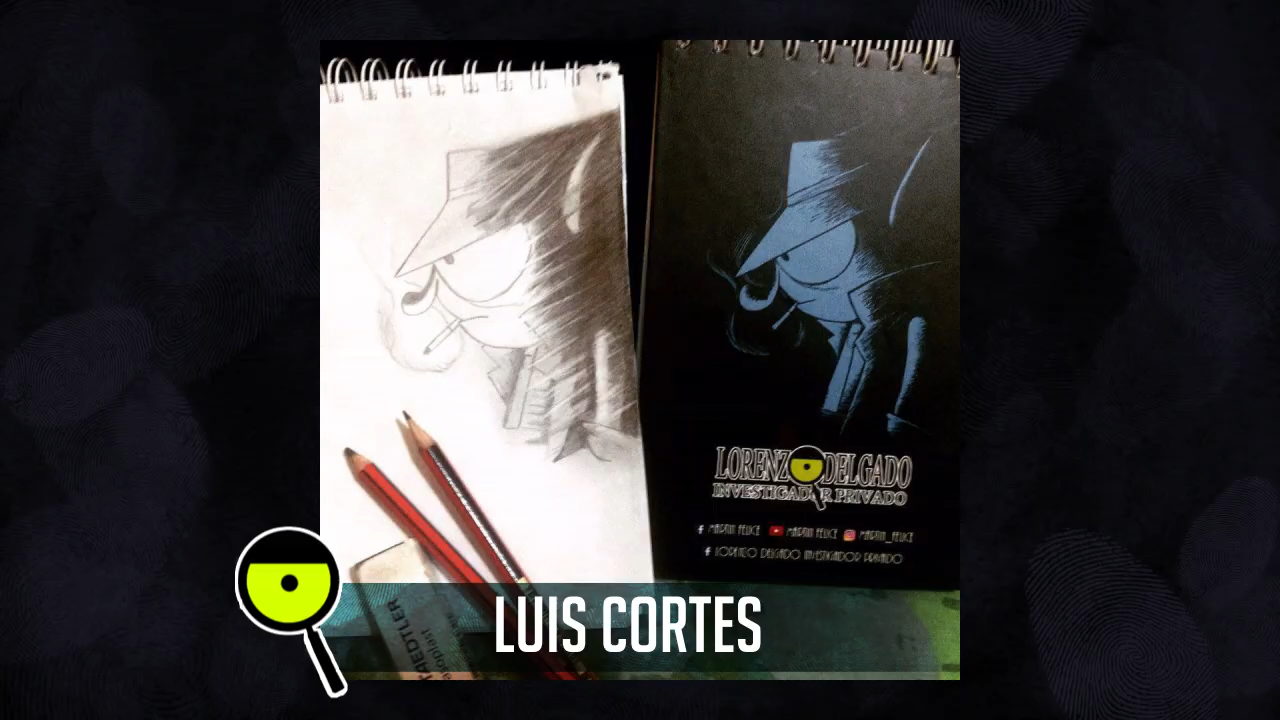 LORENZO DELGADO
INVESTIGADOR PRIVADO
MARTIN FELICE MARTIN FELICE MARTIN_FELICE
LORENZO DELGADO INVESTIGADOR PRIVADO
LUIS CORTES